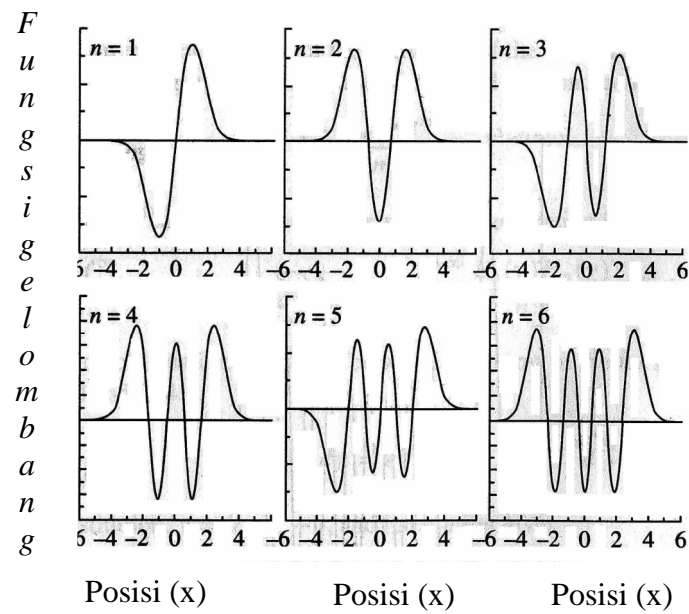 Fungsigelombang
n = 1
n = 2
n = 3
6 −4 −2 0 2 4 −6 −4 −2 0 2 4 −6 −4 −2 0 2 4 6
n = 4
n = 5
n = 6
6 −4 −2 0 2 4 −6 −4 −2 0 2 4 −6 −4 −2 0 2 4 6
Posisi (x)
Posisi (x)
Posisi (x)